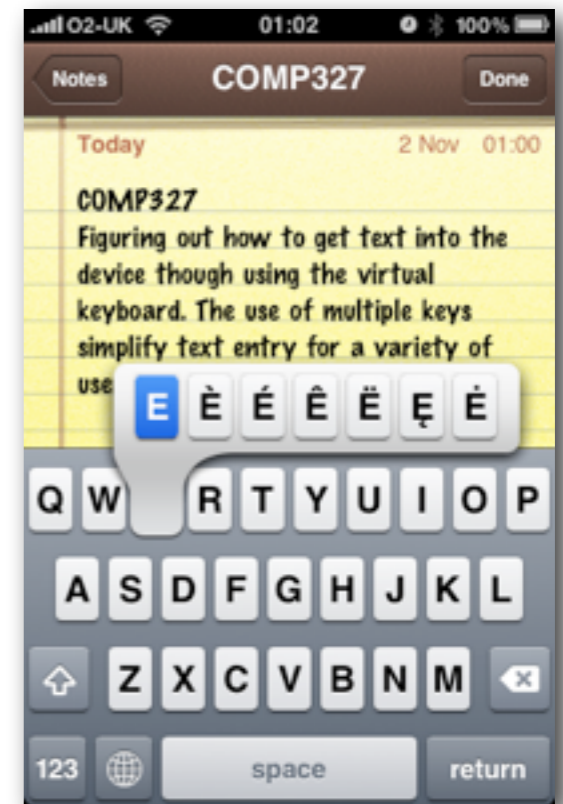 O2-UK 01:02 100%
Notes COMP327 Done
Today 2 Nov 01:00
COMP327
Figuring out how to get text into the
device though using the virtual
keyboard. The use of multiple keys
simplify text entry for a variety of
use
E È É Ê Ë Ę Ė
Q W R T Y U I O P
A S D F G H J K L
Z X C V B N M
123 space return